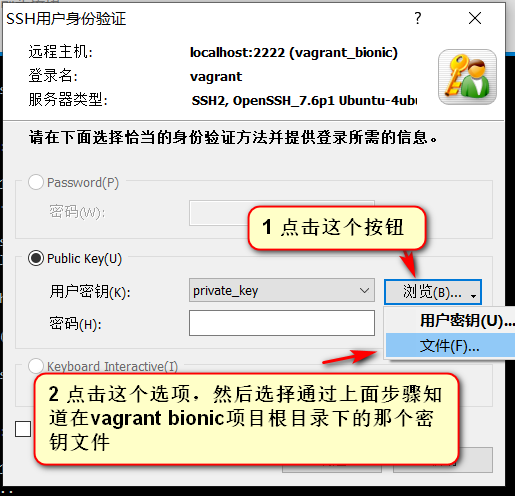 SSH用户身份验证
?
远程主机:
localhost:2222 (vagrant_bionic)
登录名:
vagrant
服务器类型:
SSH2, OpenSSH_7.6p1 Ubuntu-4ubu
请在下面选择恰当的身份验证方法并提供登录所需的信息。
Password(P)
密码(W):
1 点击这个按钮
Public Key(U)
用户密钥(K):
private_key
浏览(B)...
密码(H):
用户密钥(U)...
文件(F)...
Keyboard Interactive(I)
2 点击这个选项，然后选择通过上面步骤知
道在vagrant bionic项目根目录下的那个密
钥文件